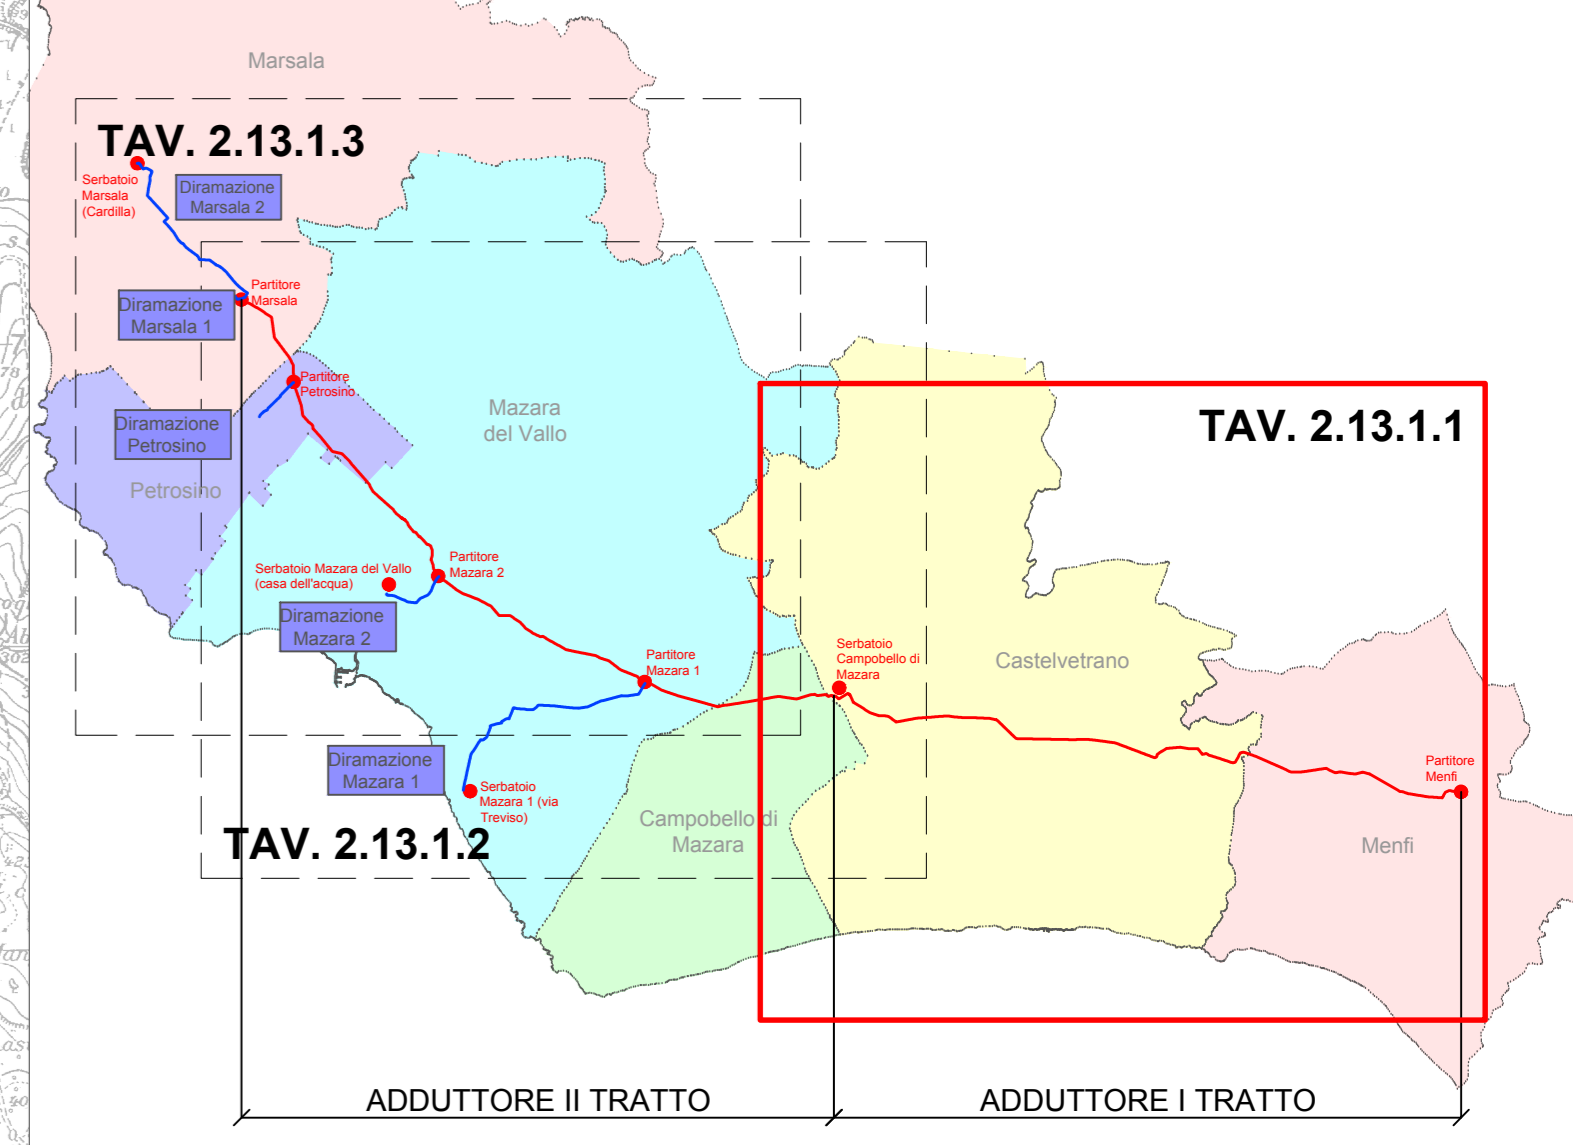 Marsala
TAV. 2.13.1.3
Serbatoio
Marsala
(Cardilla)
Diramazione
Marsala 2
Partitore
Marsala
Diramazione
Marsala 1
Partitore
Petrosino
Diramazione
Petrosino
Petrosino
Mazara
del Vallo
TAV. 2.13.1.1
Serbatoio Mazara del Vallo
(casa dell'acqua)
Partitore
Mazara 2
Diramazione
Mazara 2
Partitore
Mazara 1
Serbatoio
Campobello di
Mazara
Castelvetrano
Diramazione
Mazara 1
Serbatoio
Mazara 1 (via
Treviso)
Partitore
Menfi
TAV. 2.13.1.2
Campobello di
Mazara
Menfi
ADDUTTORE II TRATTO
ADDUTTORE I TRATTO